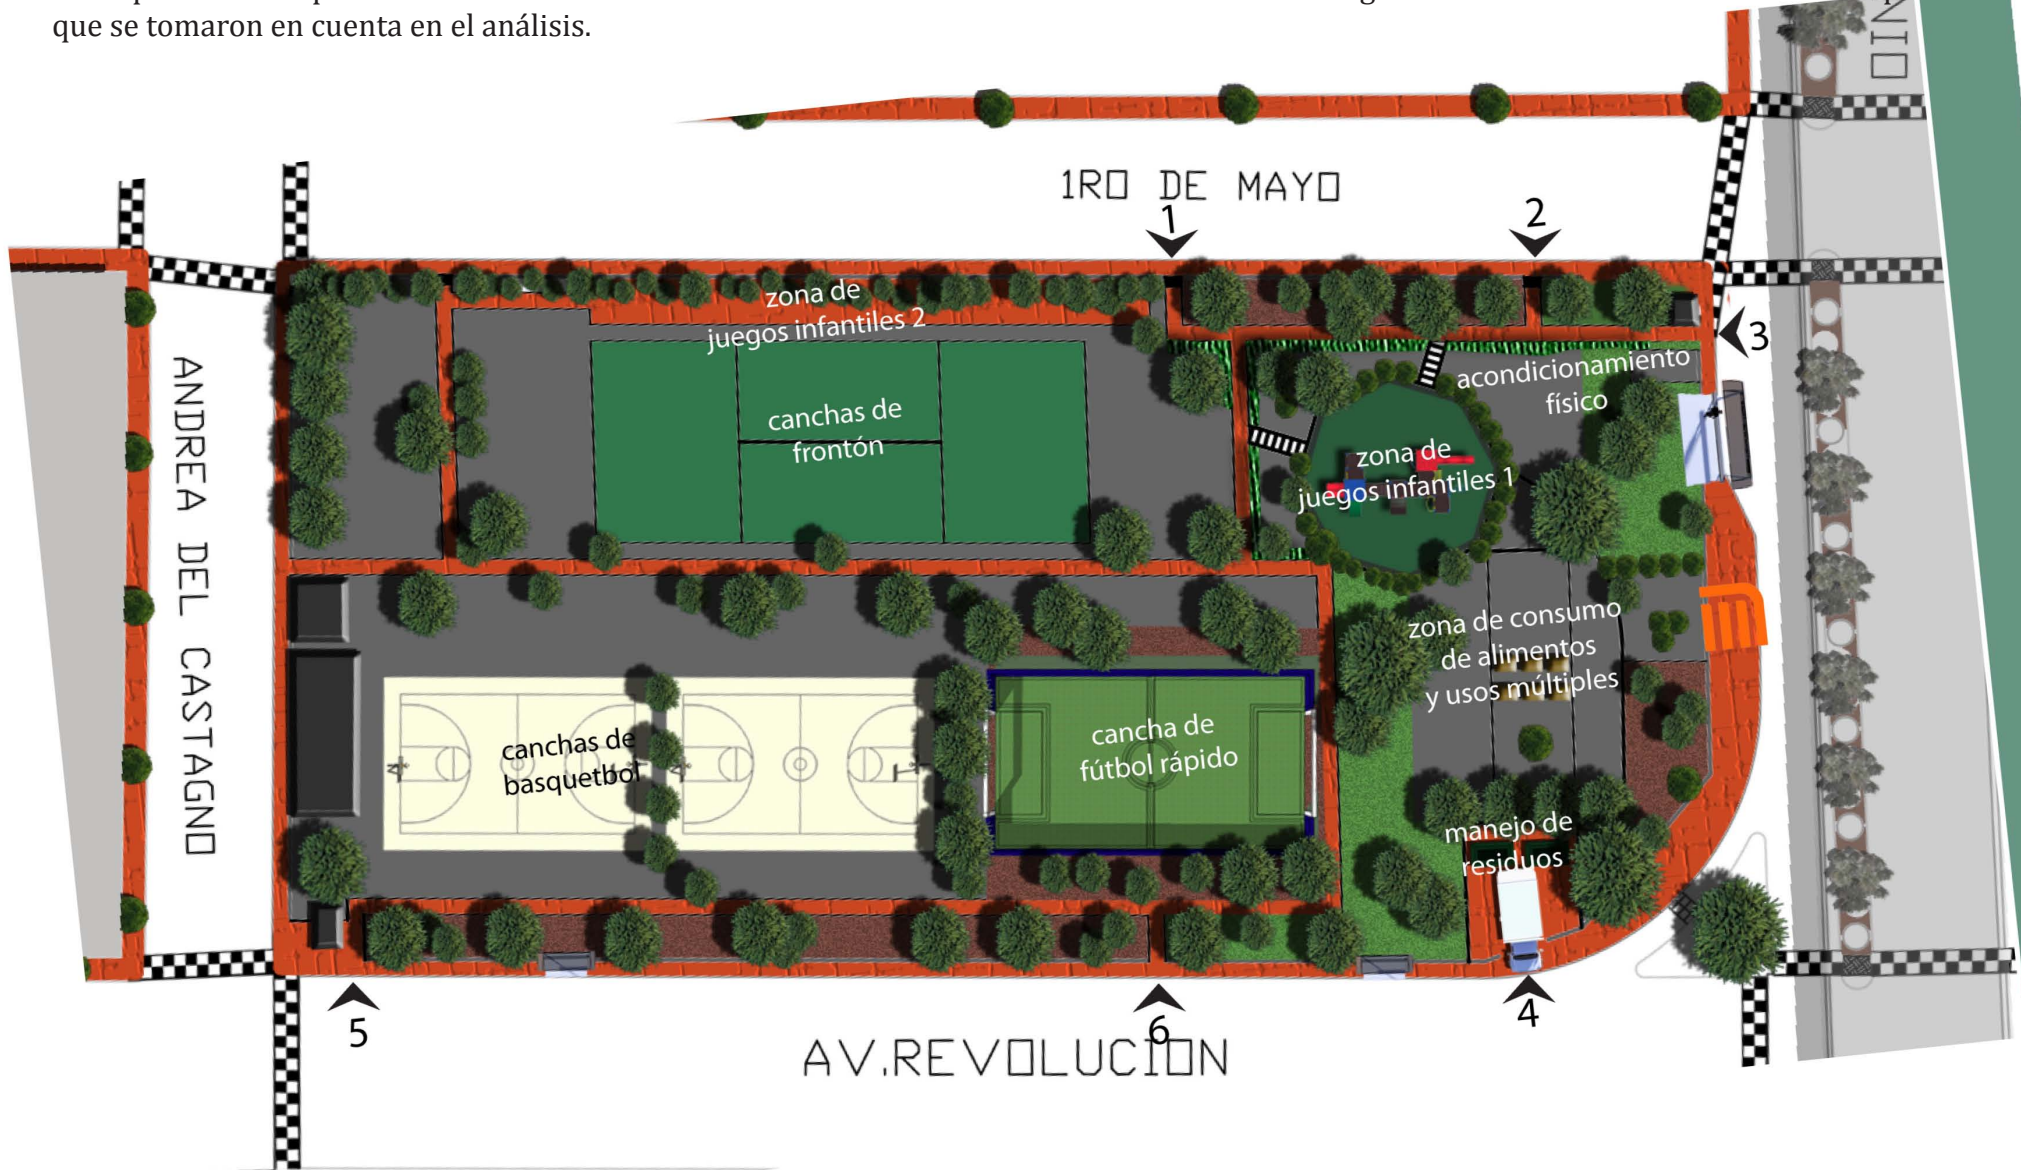 que se tomaron en cuenta en el análisis.
1RO DE MAYO
1
2
3
zona de
juegos infantiles 2
acondicionamiento
físico
canchas de
frontón
zona de
juegos infantiles 1
ANDREA DEL CASTAGNO
zona de consumo
de alimentos
y usos múltiples
canchas de
basquetbol
cancha de
fútbol rápido
manejo de
residuos
5
6
4
AV.REVOLUCION